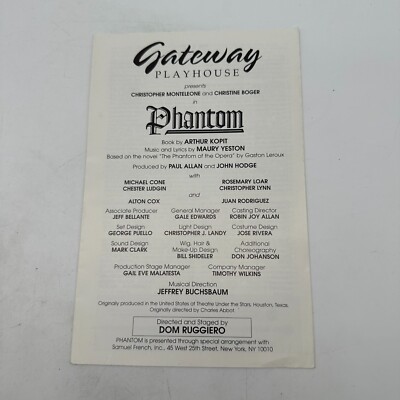 Gateway
PLAYHOUSE
presents
CHRISTOPHER MONTELEONE and CHRISTINE BOGER
in
Phantom
Book by ARTHUR KOPIT
Music and Lyrics by MAURY YESTON
Based on the novel "The Phantom of the Opera" by Gaston Leroux
Produced by PAUL ALLAN and JOHN HODGE
with
MICHAEL CONE ROSEMARY LOAR
CHESTER LUDGIN CHRISTOPHER LYNN
and
ALTON COX JUAN RODRIGUEZ
Associate Producer General Manager Casting Director
JEFF BELLANTE GALE EDWARDS ROBIN JOY ALLAN
Set Design Light Design Costume Design
GEORGE PUELLO CHRISTOPHER J. LANDY JOSE RIVERA
Sound Design Wig, Hair & Additional
MARK CLARK Make-Up Design Choreography
BILL SHIDELER DON JOHANSON
Production Stage Manager Company Manager
GAIL EVE MALATESTA TIMOTHY WILKINS
Musical Direction
JEFFREY BUCHSBAUM
Originally produced in the United States at Theatre Under the Stars, Houston, Texas.
Originally directed by Charles Abbot
Directed and Staged by
DOM RUGGIERO
PHANTOM is presented through special arrangement with
Samuel French, Inc., 45 West 25th Street, New York, NY 10010